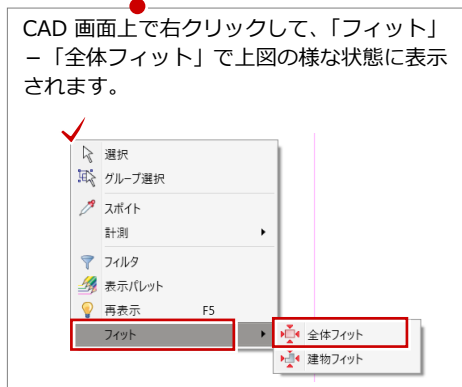 CAD 画面上で右クリックして、「フィット」
－「全体フィット」で上図の様な状態に表示
されます。
選択
グループ選択
スポイト
計測
フィルタ
表示パレット
再表示 F5
フィット
全体フィット
建物フィット